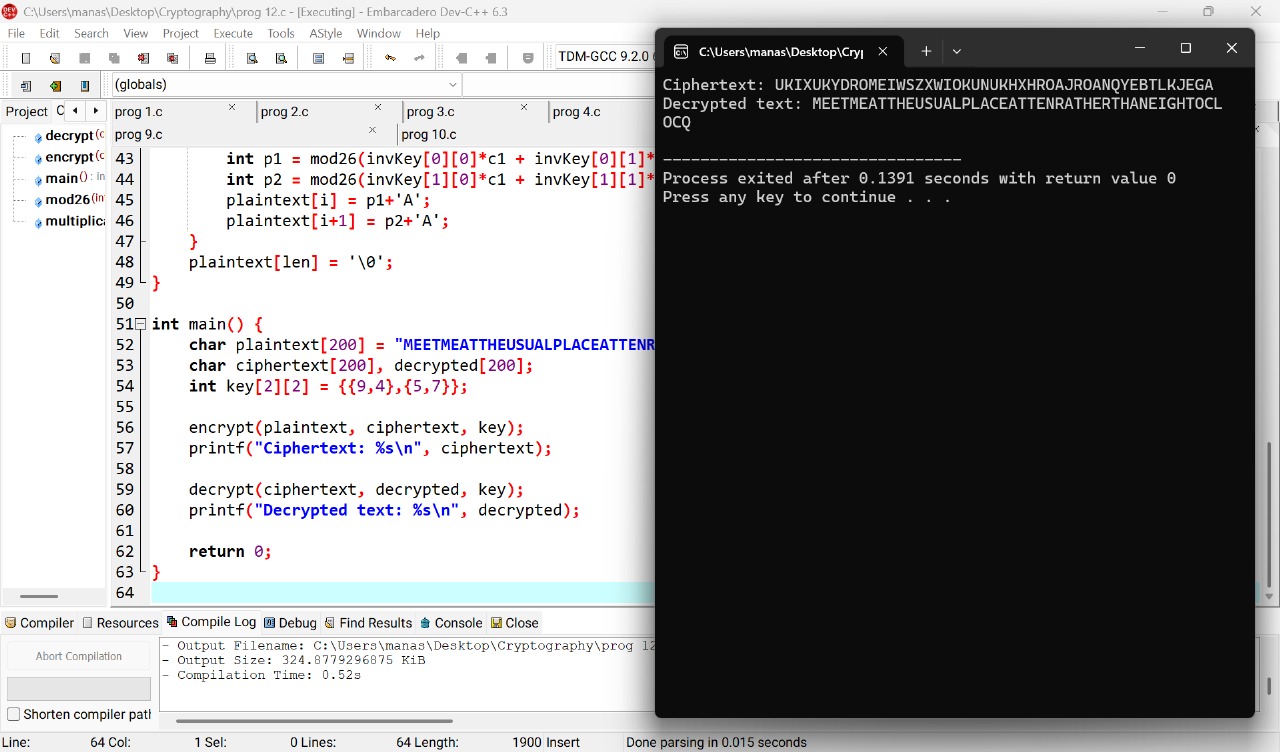 C:\Users\manas\Desktop\Cryptography\prog 12.c - [Executing] - Embarcadero Dev-C++ 6.3
File Edit Search View Project Execute Tools AStyle Window Help
TDM-GCC 9.2.0 6
(globals)
Project C
prog 1.c prog 2.c prog 3.c prog 4.c
prog 9.c prog 10.c
decrypt (c
encrypt (c
main () : in
mod26 (in
multiplica
43 int p1 = mod26(invKey[0][0]*c1 + invKey[0][1]*
44 int p2 = mod26(invKey[1][0]*c1 + invKey[1][1]*
45 plaintext[i] = p1+'A';
46 plaintext[i+1] = p2+'A';
47 }
48 plaintext[len] = '\0';
49 }
50
51 int main() {
52 char plaintext[200] = "MEETMEATTHEUSUALPLACEATTENR
53 char ciphertext[200], decrypted[200];
54 int key[2][2] = {{9,4},{5,7}};
55
56 encrypt(plaintext, ciphertext, key);
57 printf("Ciphertext: %s\n", ciphertext);
58
59 decrypt(ciphertext, decrypted, key);
60 printf("Decrypted text: %s\n", decrypted);
61
62 return 0;
63 }
64
C:\Users\manas\Desktop\Cryp
Ciphertext: UKIXUKYDROMEIWSZXWIOKUNUKHXHROAJROANQYEBTLKJEGA
Decrypted text: MEETMEATTHEUSUALPLACEATTENRATHERTHANEIGHTOCL
OCQ
--------------------------------
Process exited after 0.1391 seconds with return value 0
Press any key to continue . . .
Compiler Resources Compile Log Debug Find Results Console Close
Abort Compilation
Shorten compiler path
- Output Filename: C:\Users\manas\Desktop\Cryptography\prog 12
- Output Size: 324.8779296875 KiB
- Compilation Time: 0.52s
Line: 64 Col: 1 Sel: 0 Lines: 64 Length: 1900 Insert Done parsing in 0.015 seconds